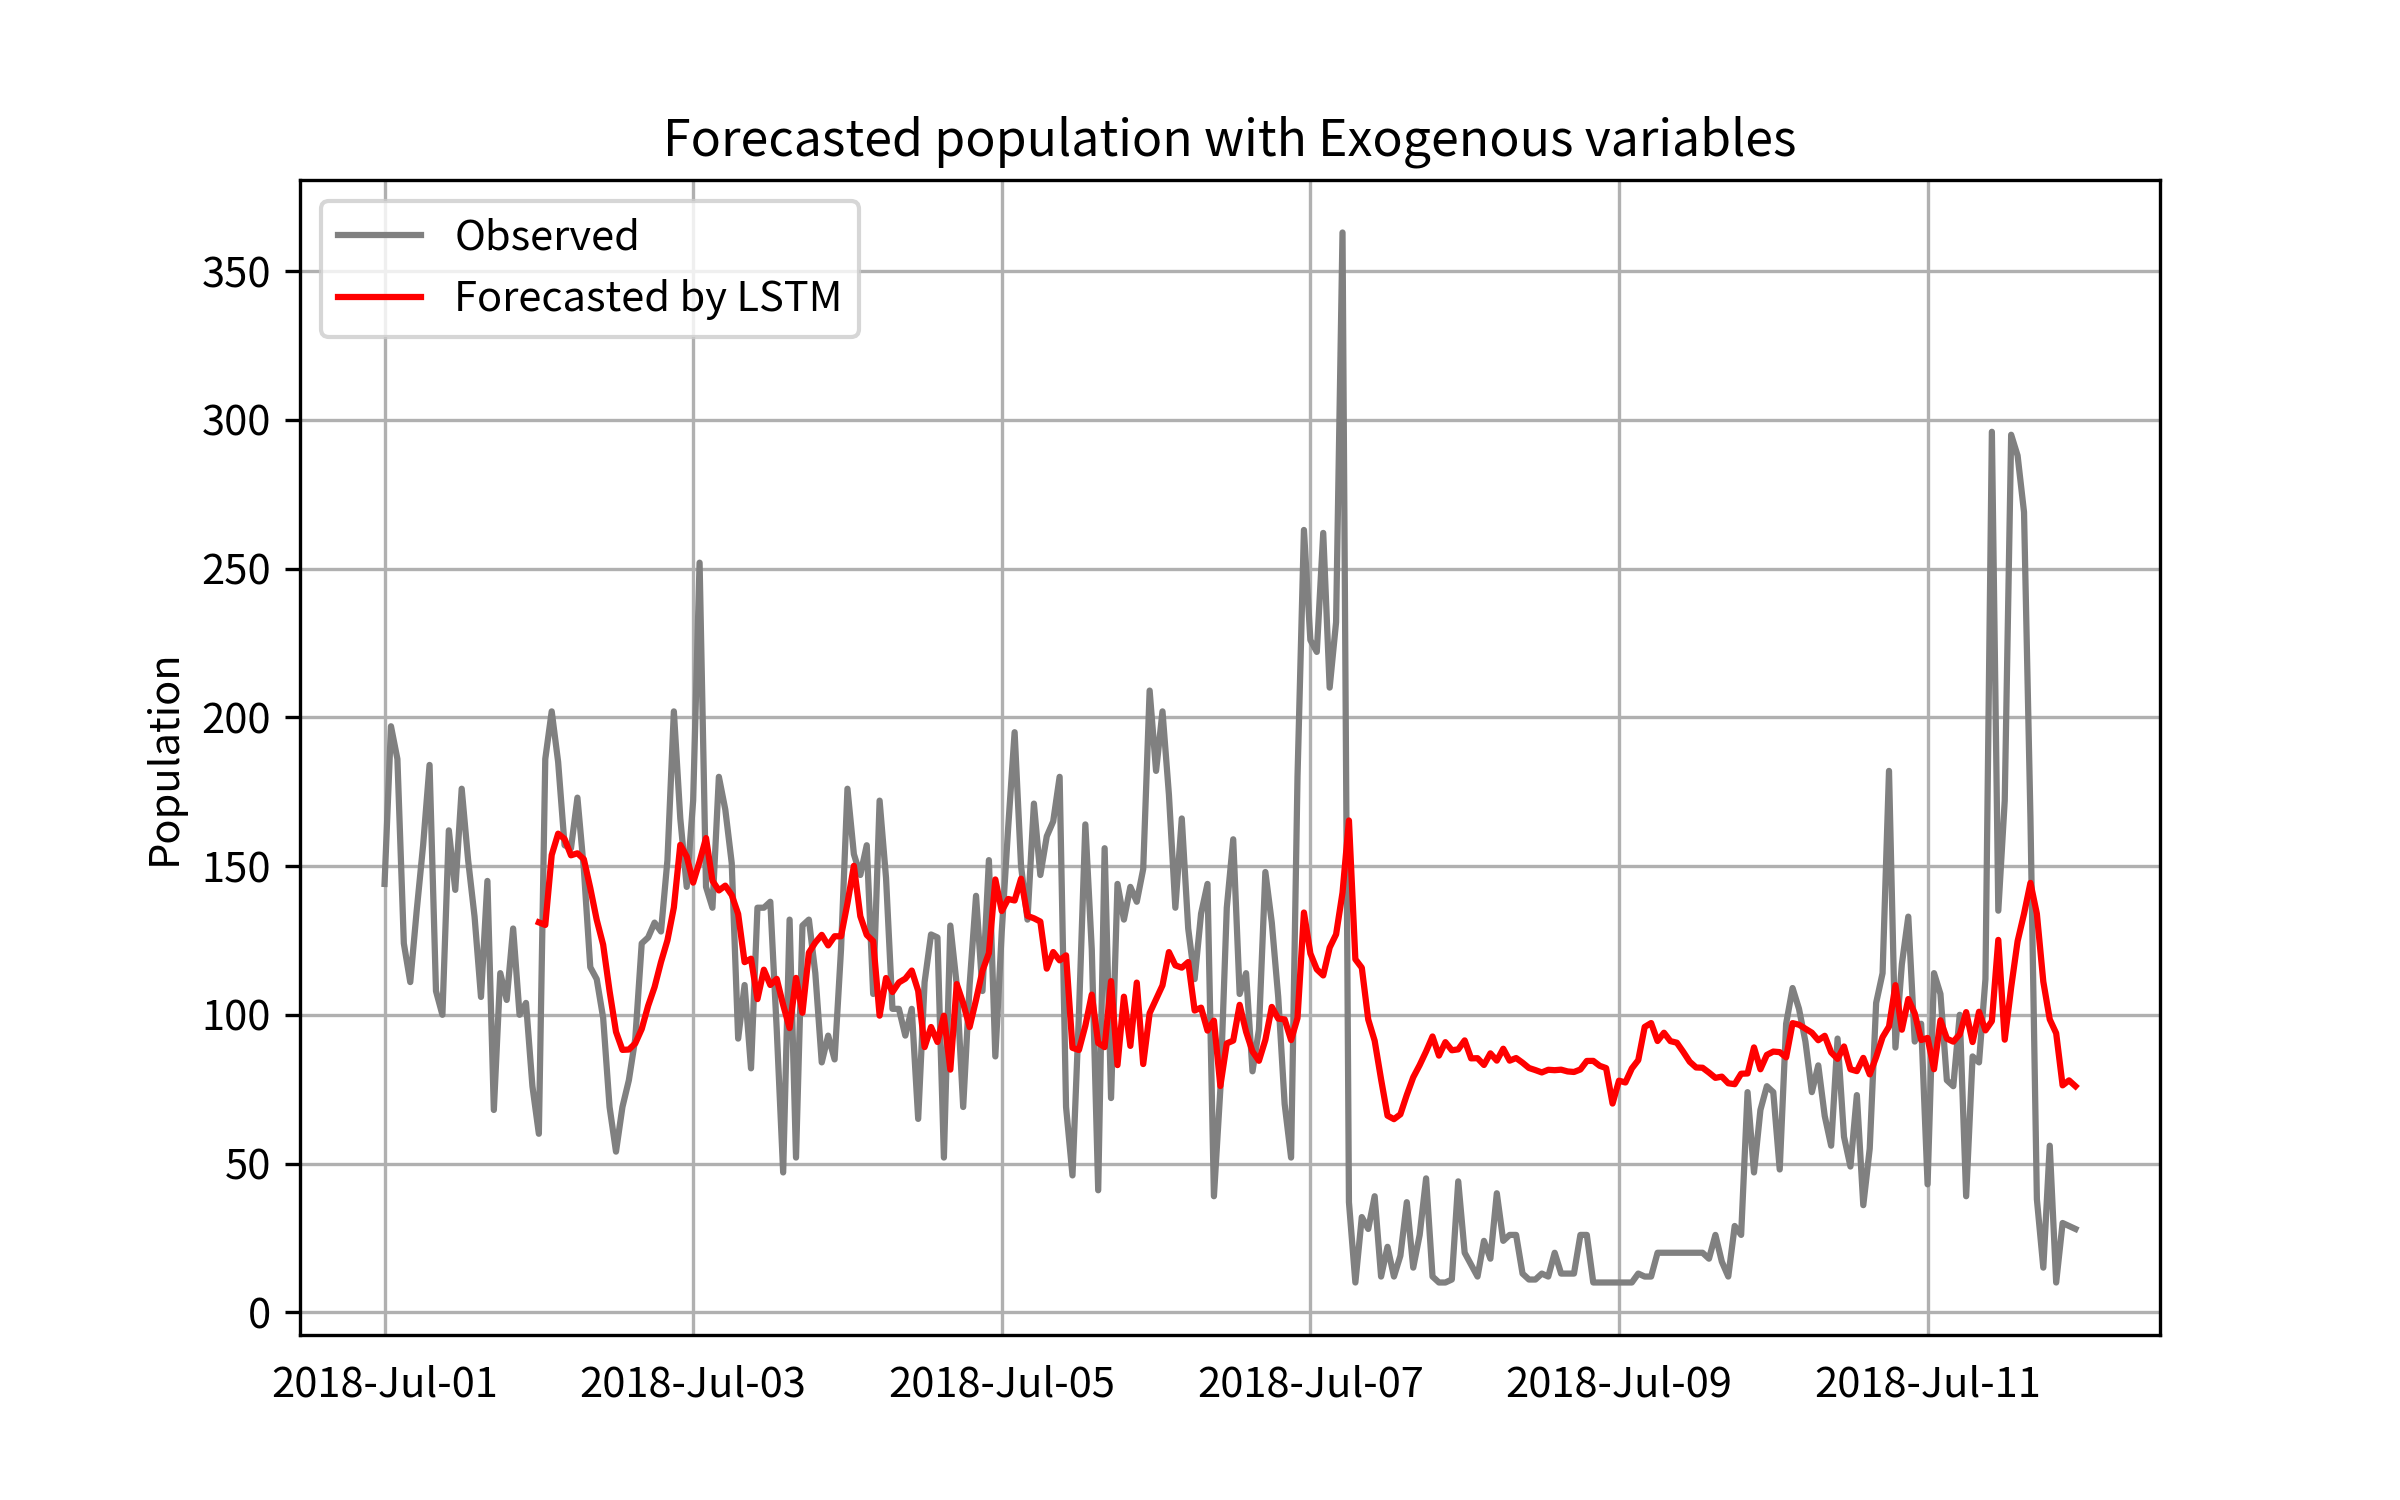 Forecasted population with Exogenous variables
Observed
Forecasted by LSTM
Population
350
300
250
200
150
100
50
0
2018-Jul-01 2018-Jul-03 2018-Jul-05 2018-Jul-07 2018-Jul-09 2018-Jul-11